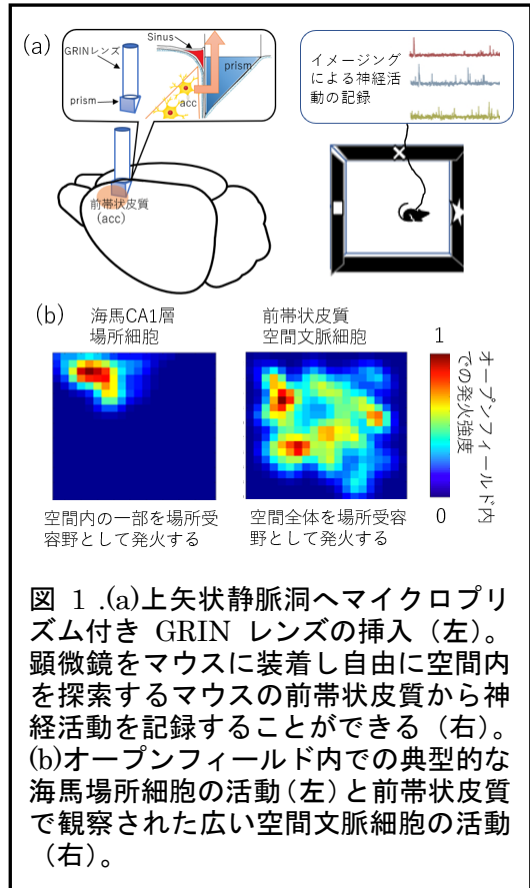 (a)
GRINレンズ
prism
Sinus
prism
acc
前帯状皮質
(acc)
イメージング
による神経活
動の記録
(b)
海馬CA1層
場所細胞
前帯状皮質
空間文脈細胞
1
0
オープンフィールド内
での発火強度
空間内の一部を場所受
容野として発火する
空間全体を場所受容
野として発火する
図 1 .(a)上矢状静脈洞へマイクロプリ
ズム付き GRIN レンズの挿入（左）。
顕微鏡をマウスに装着し自由に空間内
を探索するマウスの前帯状皮質から神
経活動を記録することができる（右）。
(b)オープンフィールド内での典型的な
海馬場所細胞の活動（左）と前帯状皮質
で観察された広い空間文脈細胞の活動
（右）。